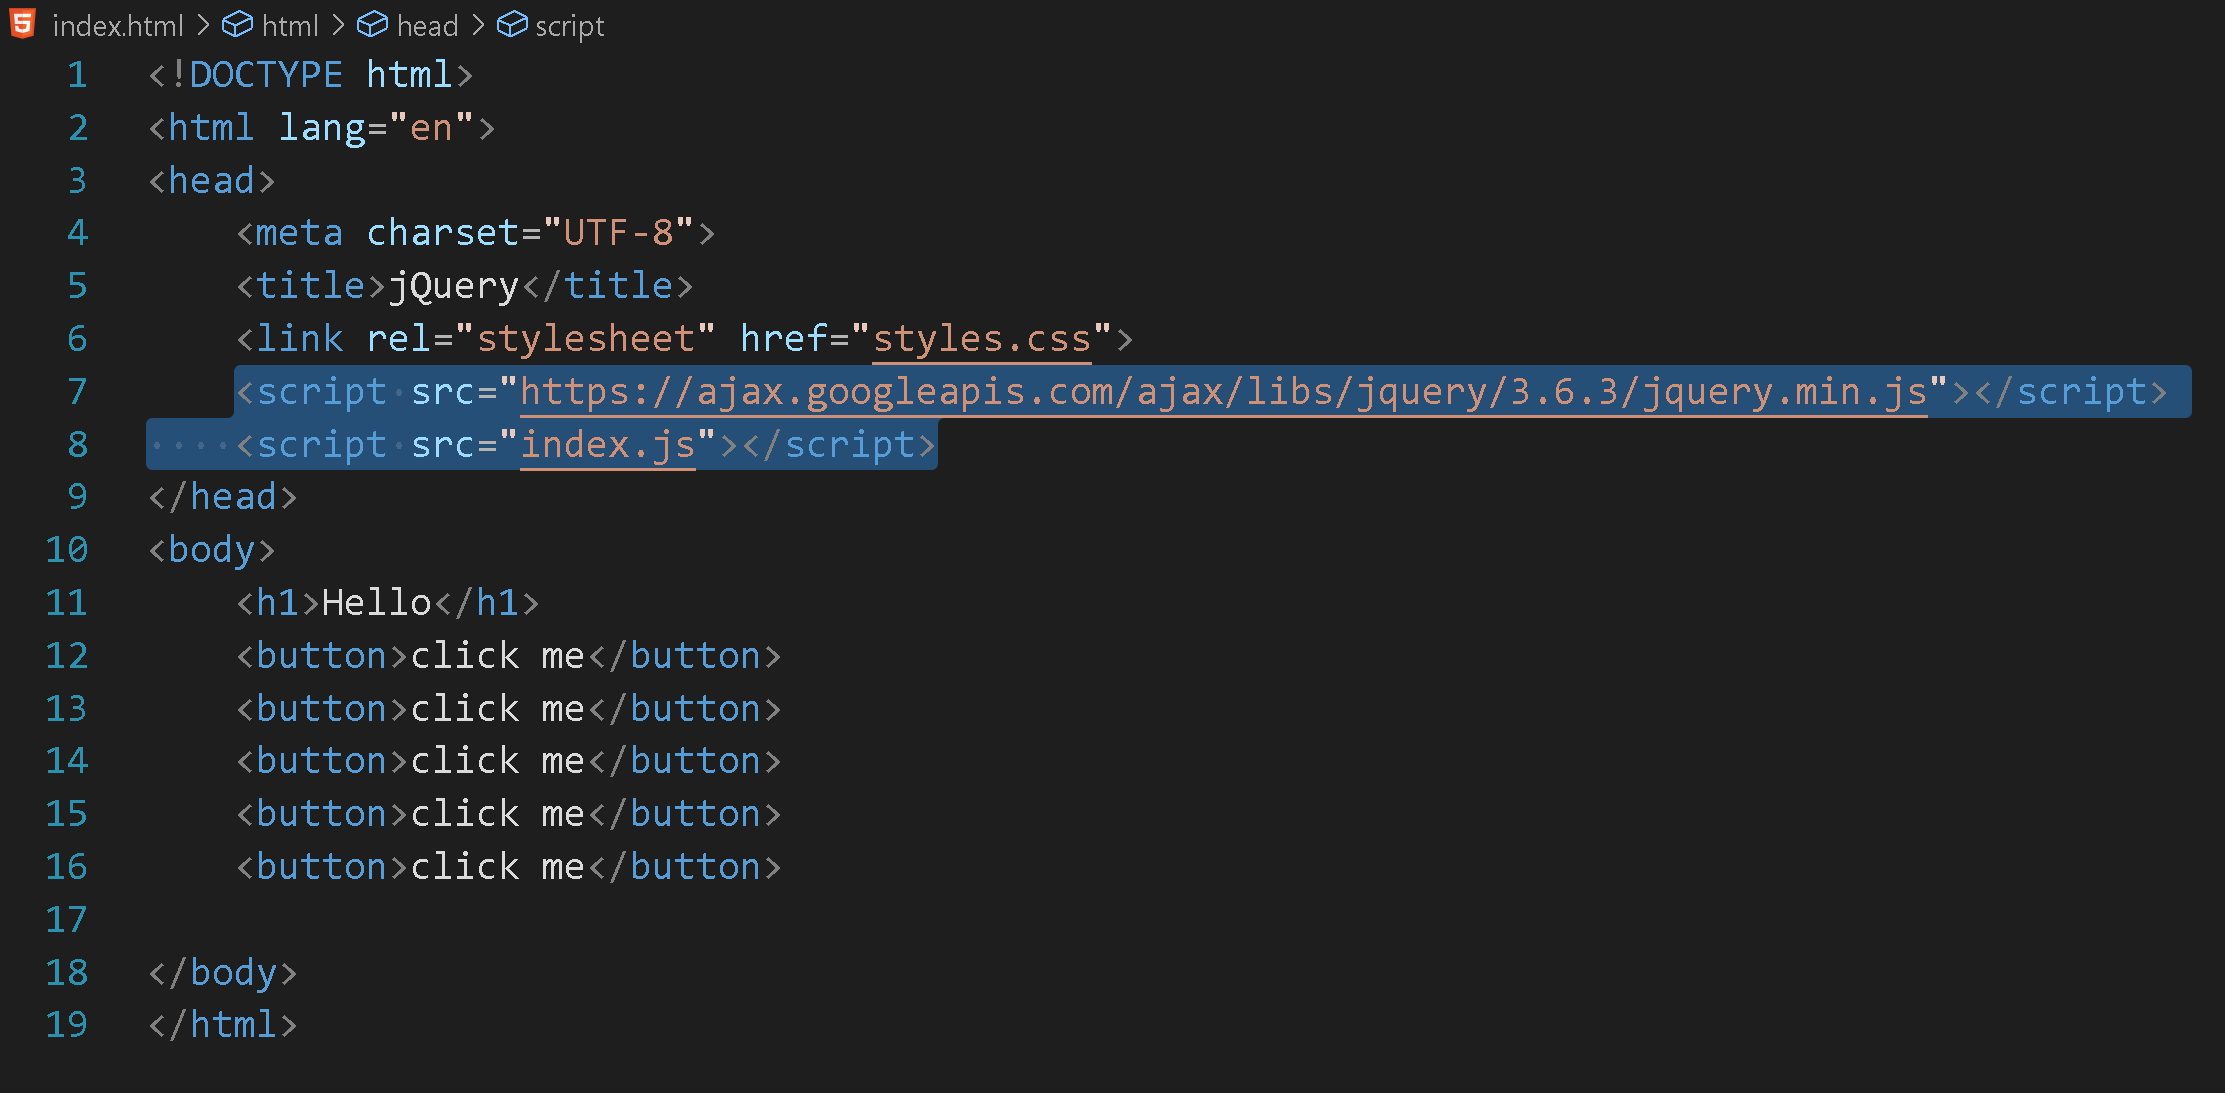 index.html > html > head > script
1 <!DOCTYPE html>
2 <html lang="en">
3 <head>
4     <meta charset="UTF-8">
5     <title>jQuery</title>
6     <link rel="stylesheet" href="styles.css">
7     <script src="https://ajax.googleapis.com/ajax/libs/jquery/3.6.3/jquery.min.js"></script>
8     <script src="index.js"></script>
9 </head>
10 <body>
11     <h1>Hello</h1>
12     <button>click me</button>
13     <button>click me</button>
14     <button>click me</button>
15     <button>click me</button>
16     <button>click me</button>
17
18 </body>
19 </html>